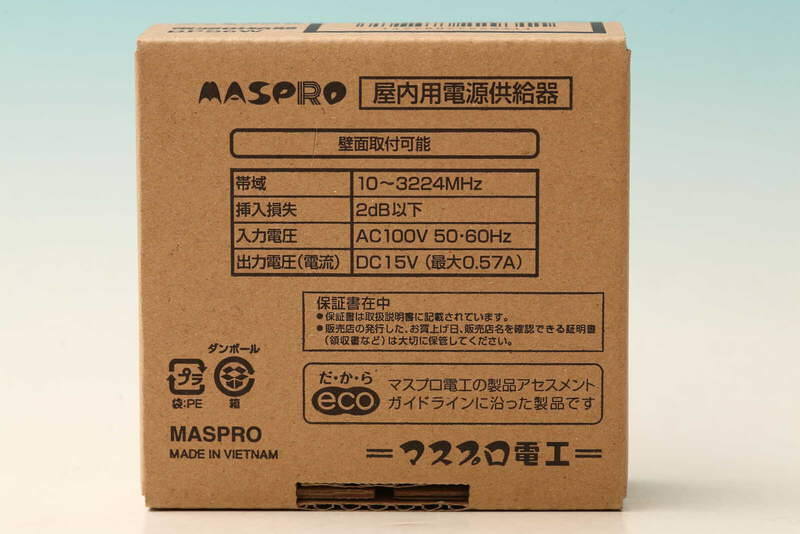 MASPRO 屋内用電源供給器
壁面取付可能
帯域 10～3224MHz
挿入損失 2dB以下
入力電圧 AC100V 50・60Hz
出力電圧(電流) DC15V (最大0.57A)
保証書在中
●保証書は取扱説明書に記載されています。
●販売店の発行した、お買上げ日、販売店名を確認できる証明書
(領収書など)は大切に保管してください。
ダンボール
プラ
袋:PE 箱
だ・か・ら
eco
マスプロ電工の製品アセスメント
ガイドラインに沿った製品です
MASPRO
MADE IN VIETNAM
マスプロ電工